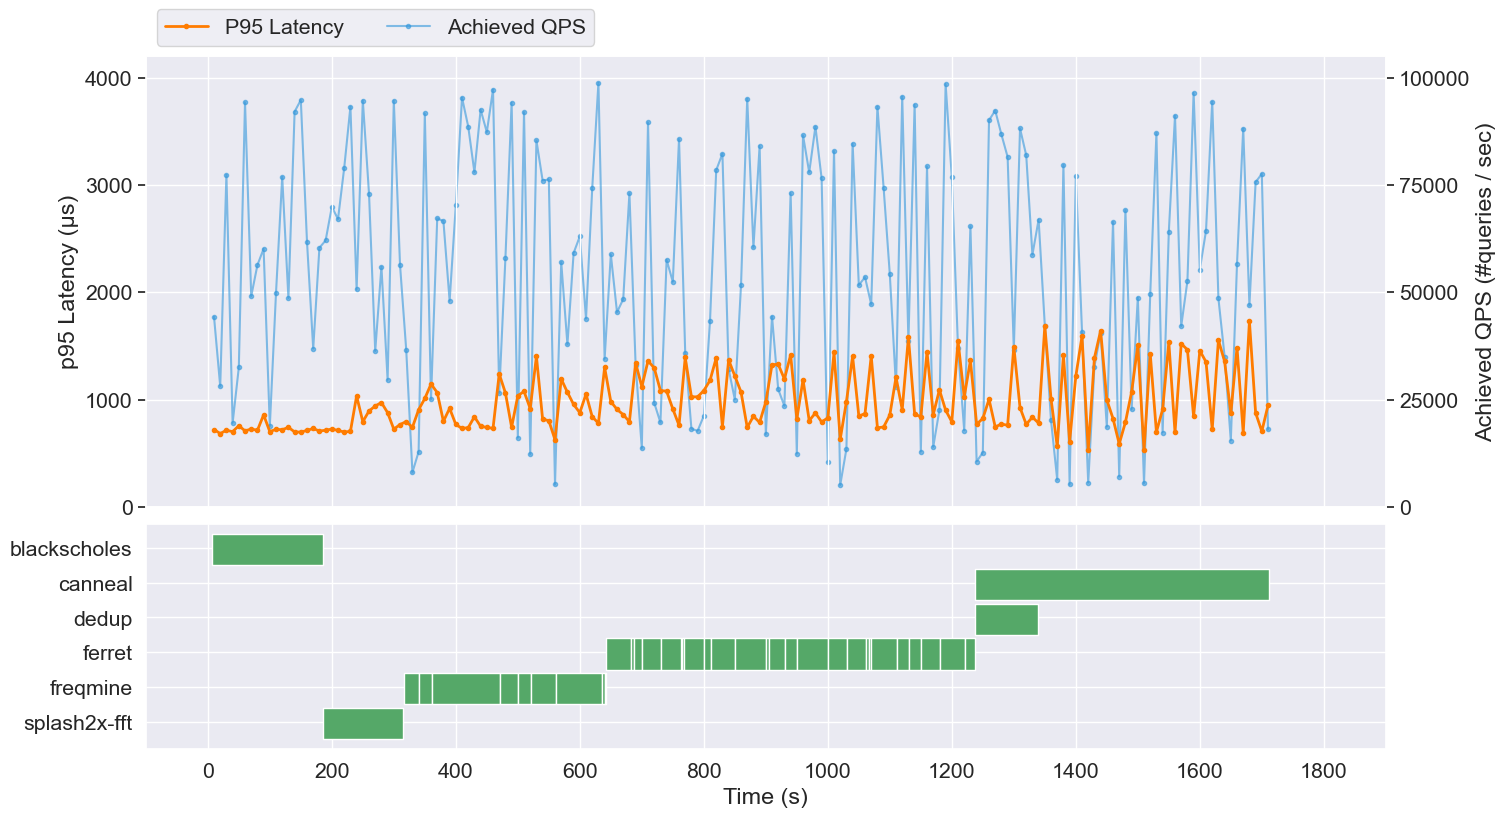 P95 Latency
Achieved QPS
4000
3000
2000
1000
0
p95 Latency (µs)
100000
75000
50000
25000
0
Achieved QPS (#queries / sec)
blackscholes
canneal
dedup
ferret
freqmine
splash2x-fft
0 200 400 600 800 1000 1200 1400 1600 1800
Time (s)